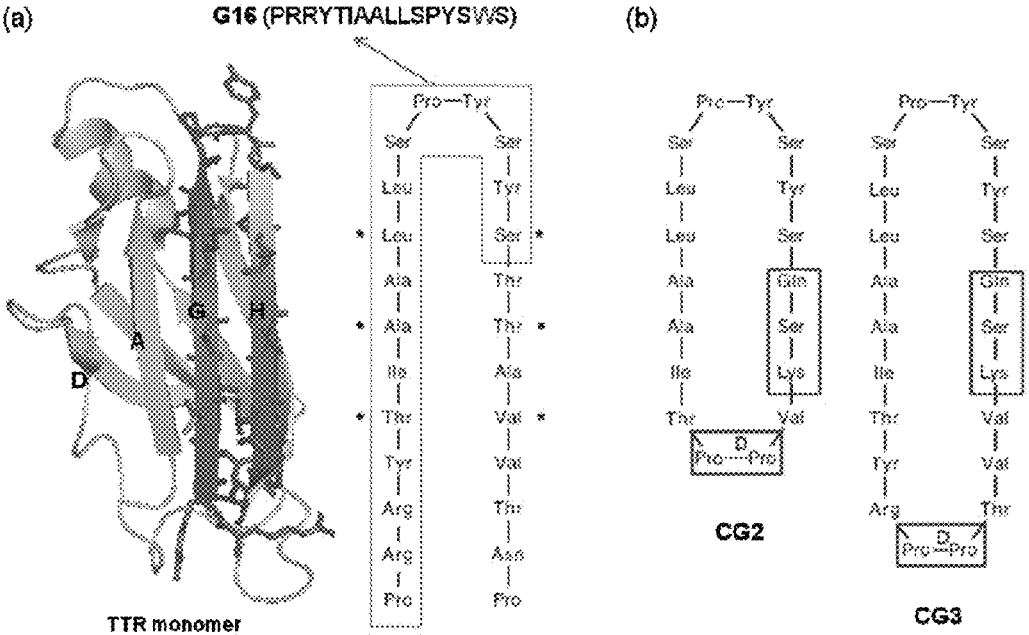 (a)
G16 (PRRYTIAALLSPYSWS)
(b)
G
H
A
D
TTR monomer
Pro—Tyr
Ser Ser
Leu Tyr
* Leu Ser *
Ala Thr
* Ala Thr *
Ile Ala
* Thr Val *
Tyr Val
Arg Thr
Arg Asn
Pro Pro
Pro—Tyr
Ser Ser
Leu Tyr
Leu Ser
Ala Gln
Ala Ser
Ile Lys
Thr Val
D
Pro—Pro
CG2
Pro—Tyr
Ser Ser
Leu Tyr
Leu Ser
Ala Gln
Ala Ser
Ile Lys
Thr Val
Tyr Val
Arg Thr
D
Pro—Pro
CG3